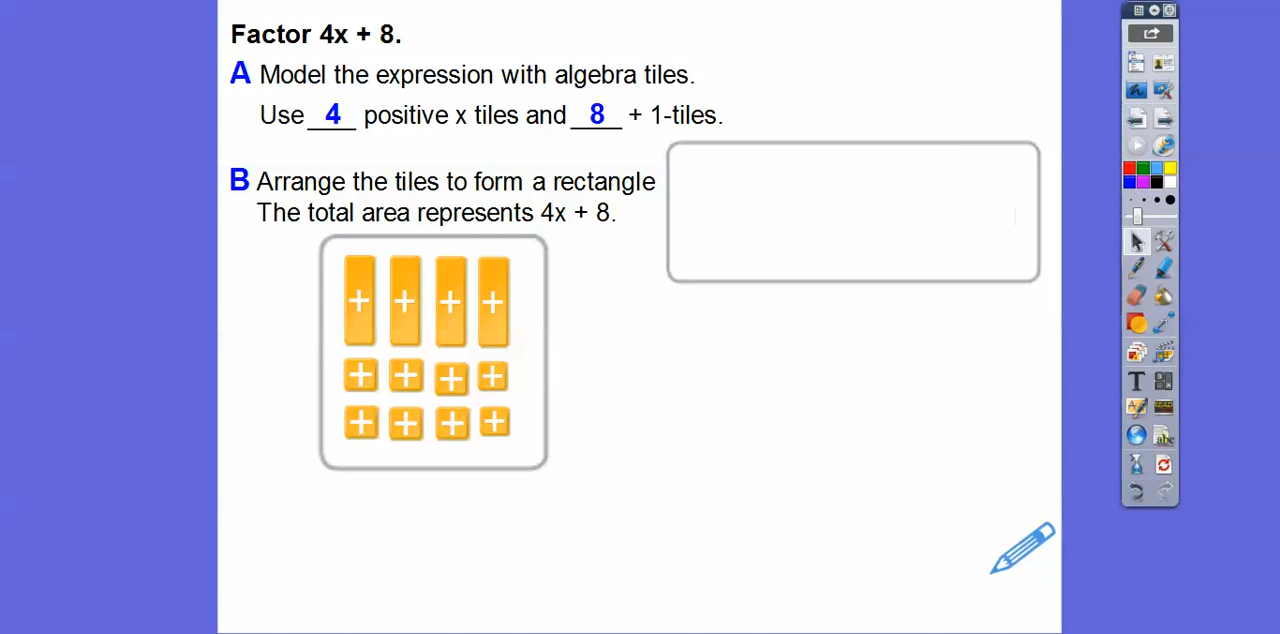 Factor 4x + 8.
A Model the expression with algebra tiles.
Use 4 positive x tiles and 8 + 1-tiles.
B Arrange the tiles to form a rectangle
The total area represents 4x + 8.
+ + + +
+ + + +
+ + + +